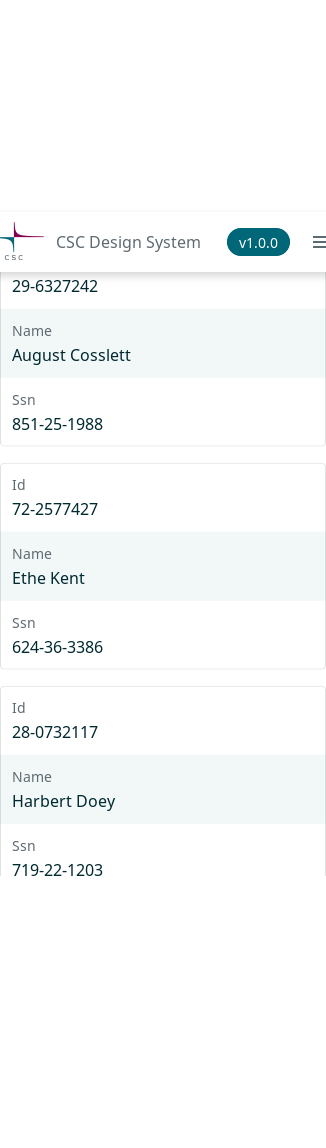 CSC
CSC Design System
v1.0.0
29-6327242
Name
August Cosslett
Ssn
851-25-1988
Id
72-2577427
Name
Ethe Kent
Ssn
624-36-3386
Id
28-0732117
Name
Harbert Doey
Ssn
719-22-1203